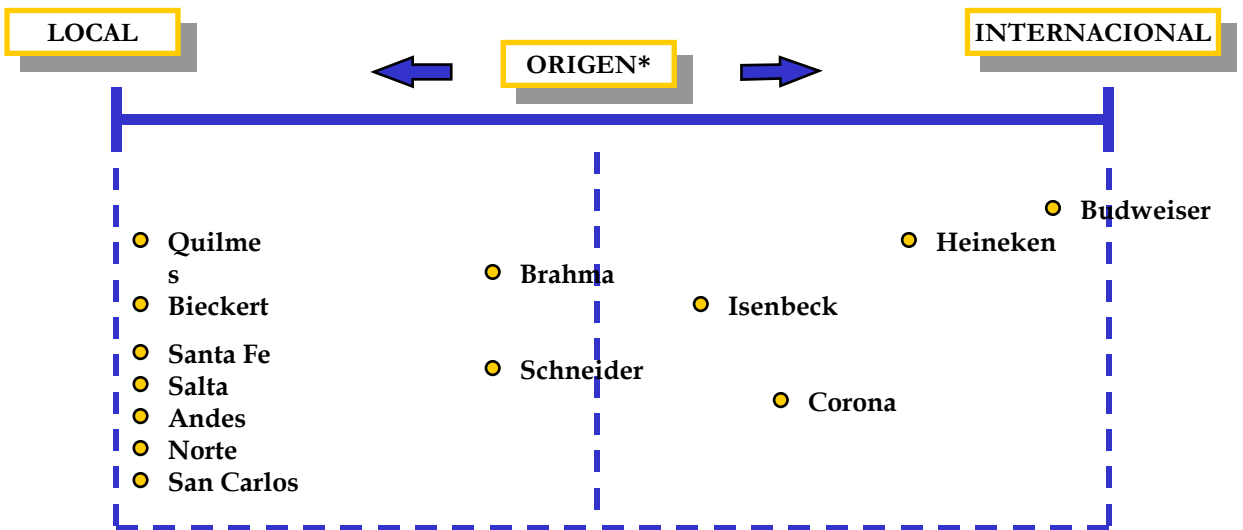 LOCAL
ORIGEN*
INTERNACIONAL
Budweiser
Quilme
s
Heineken
Brahma
Bieckert
Isenbeck
Santa Fe
Schneider
Salta
Corona
Andes
Norte
San Carlos